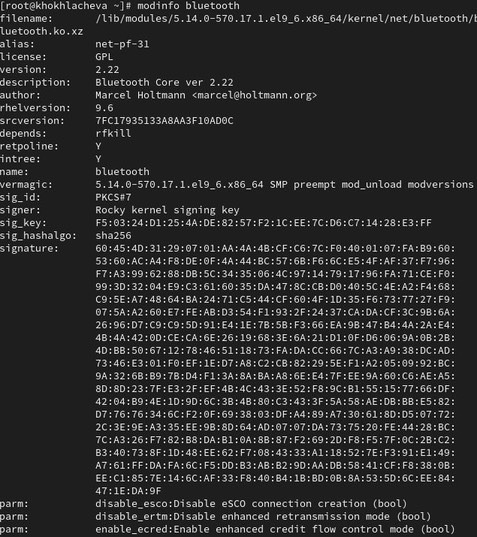 [root@khokhlacheva ~]# modinfo bluetooth
filename:       /lib/modules/5.14.0-570.17.1.el9_6.x86_64/kernel/net/bluetooth/b
luetooth.ko.xz
alias:          net-pf-31
license:        GPL
version:        2.22
description:    Bluetooth Core ver 2.22
author:         Marcel Holtmann <marcel@holtmann.org>
rhelversion:    9.6
srcversion:     7FC17935133A8AA3F10AD0C
depends:        rfkill
retpoline:      Y
intree:         Y
name:           bluetooth
vermagic:       5.14.0-570.17.1.el9_6.x86_64 SMP preempt mod_unload modversions
sig_id:         PKCS#7
signer:         Rocky kernel signing key
sig_key:        F5:03:24:D1:25:4A:DE:82:57:F2:1C:EE:7C:D6:C7:14:28:E3:FF
sig_hashalgo:   sha256
signature:      60:45:4D:31:29:07:01:AA:4A:4B:CF:C6:7C:F0:40:01:07:FA:B9:60:
                53:60:AC:A4:F8:DE:0F:4A:44:BC:57:6B:F6:6C:E5:4F:AF:37:F7:96:
                F7:A3:99:62:88:DB:5C:34:35:06:4C:97:14:79:17:96:FA:71:CE:F0:
                99:3D:32:04:E9:C3:61:60:35:DA:47:8C:CB:D0:40:5C:4E:A2:F4:68:
                C9:5E:A7:48:64:BA:24:71:C5:44:CF:60:4F:1D:35:F6:73:77:27:F9:
                07:5A:A2:60:E7:FE:AB:D3:54:F1:93:2F:24:37:CA:DA:CF:3C:9B:6A:
                26:96:D7:C9:C9:5D:91:E4:1E:7B:5B:F3:66:EA:9B:47:B4:4A:2A:E4:
                4B:4A:42:0D:CE:CA:6E:26:19:68:3E:6A:21:D1:0F:D6:06:9A:0B:2B:
                4D:BB:50:67:12:78:46:51:18:73:FA:DA:CC:66:7C:A3:A9:38:DC:AD:
                73:46:E3:01:F0:EF:1E:D7:A8:C2:CB:82:29:5E:F1:A2:05:09:92:BC:
                9A:32:6B:B9:7B:D4:F1:3A:8A:BA:A8:6E:E4:7F:EE:9A:60:C6:AE:A5:
                8D:8D:23:7F:E3:2F:EF:4B:4C:43:3E:52:F8:9C:B1:55:15:77:66:DF:
                42:04:B9:4E:1D:9D:6C:3B:4B:80:C3:43:3F:5A:58:AE:DB:BB:E5:82:
                D7:76:76:34:6C:F2:0F:69:38:03:DF:A4:89:A7:30:61:8D:D5:07:72:
                2C:3E:9E:A3:35:EE:9B:8D:64:AD:07:07:DA:73:75:20:FE:44:28:BC:
                7C:A3:26:F7:82:B8:DA:B1:0A:8B:87:F2:69:2D:F8:F5:7F:0C:2B:C2:
                B3:40:73:8F:1D:48:EE:62:F7:08:43:33:A1:18:52:7E:F3:91:E1:49:
                A7:61:FF:DA:FA:6C:F5:DD:B3:AB:B2:9D:AA:DB:58:41:CF:F8:38:0B:
                EE:C1:85:7E:14:6C:AF:33:F8:40:B4:1B:BD:0B:8A:53:5D:6C:EE:84:
                47:1E:DA:9F
parm:           disable_esco:Disable eSCO connection creation (bool)
parm:           disable_ertm:Disable enhanced retransmission mode (bool)
parm:           enable_ecred:Enable enhanced credit flow control mode (bool)